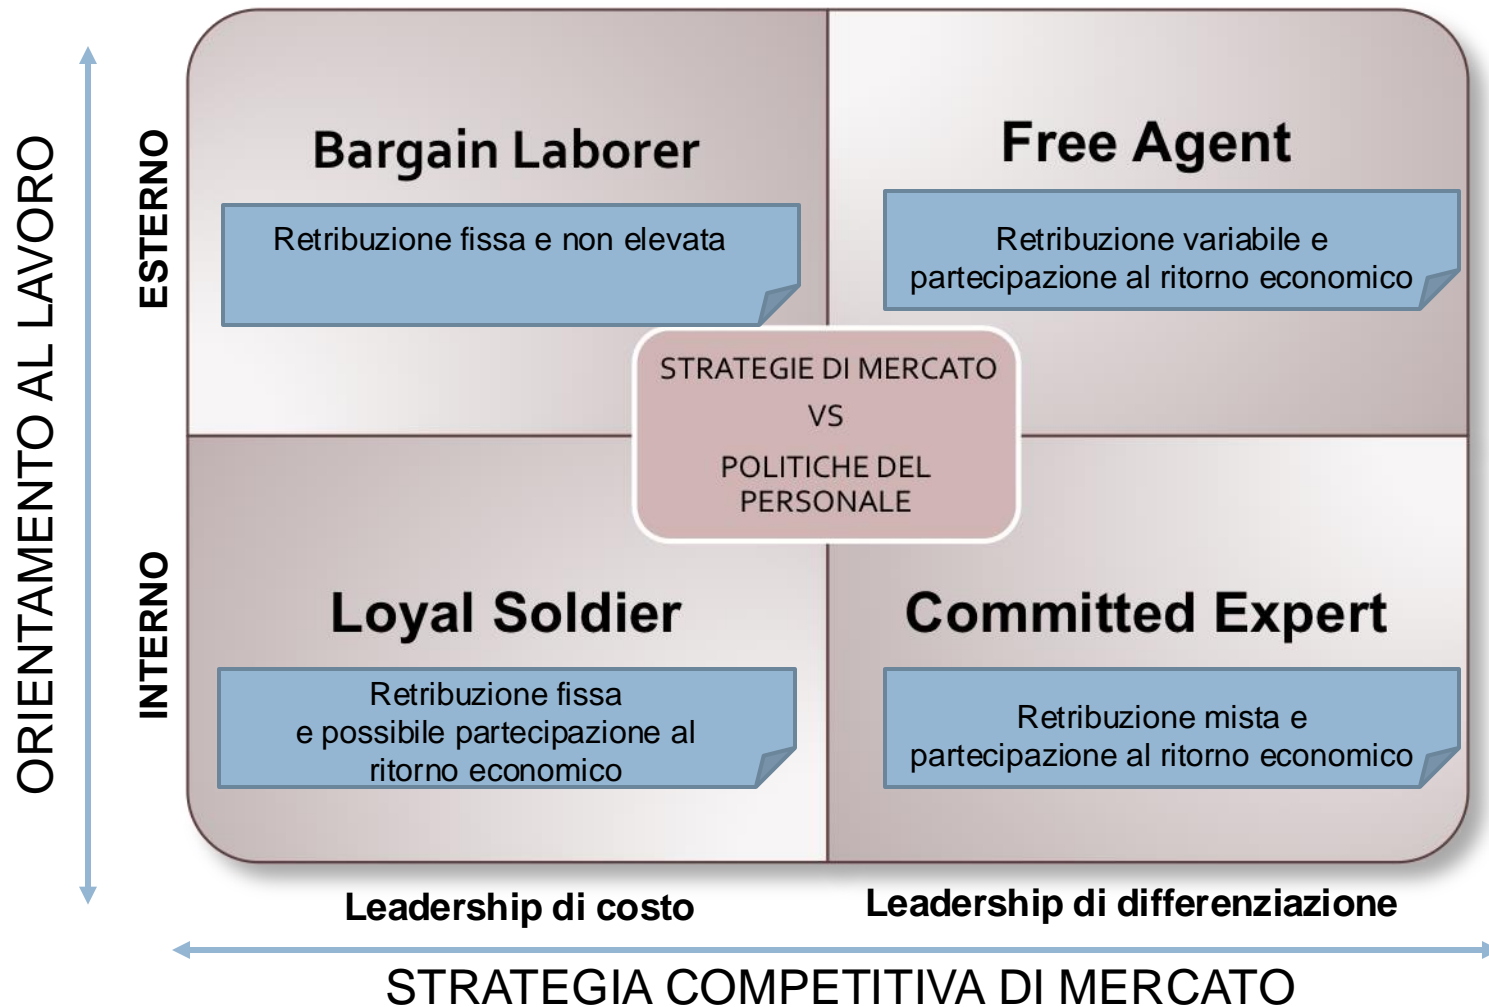 ORIENTAMENTO AL LAVORO
ESTERNO
INTERNO
Bargain Laborer
Retribuzione fissa e non elevata
Free Agent
Retribuzione variabile e
partecipazione al ritorno economico
STRATEGIE DI MERCATO
VS
POLITICHE DEL
PERSONALE
Loyal Soldier
Retribuzione fissa
e possibile partecipazione al
ritorno economico
Committed Expert
Retribuzione mista e
partecipazione al ritorno economico
Leadership di costo
Leadership di differenziazione
STRATEGIA COMPETITIVA DI MERCATO